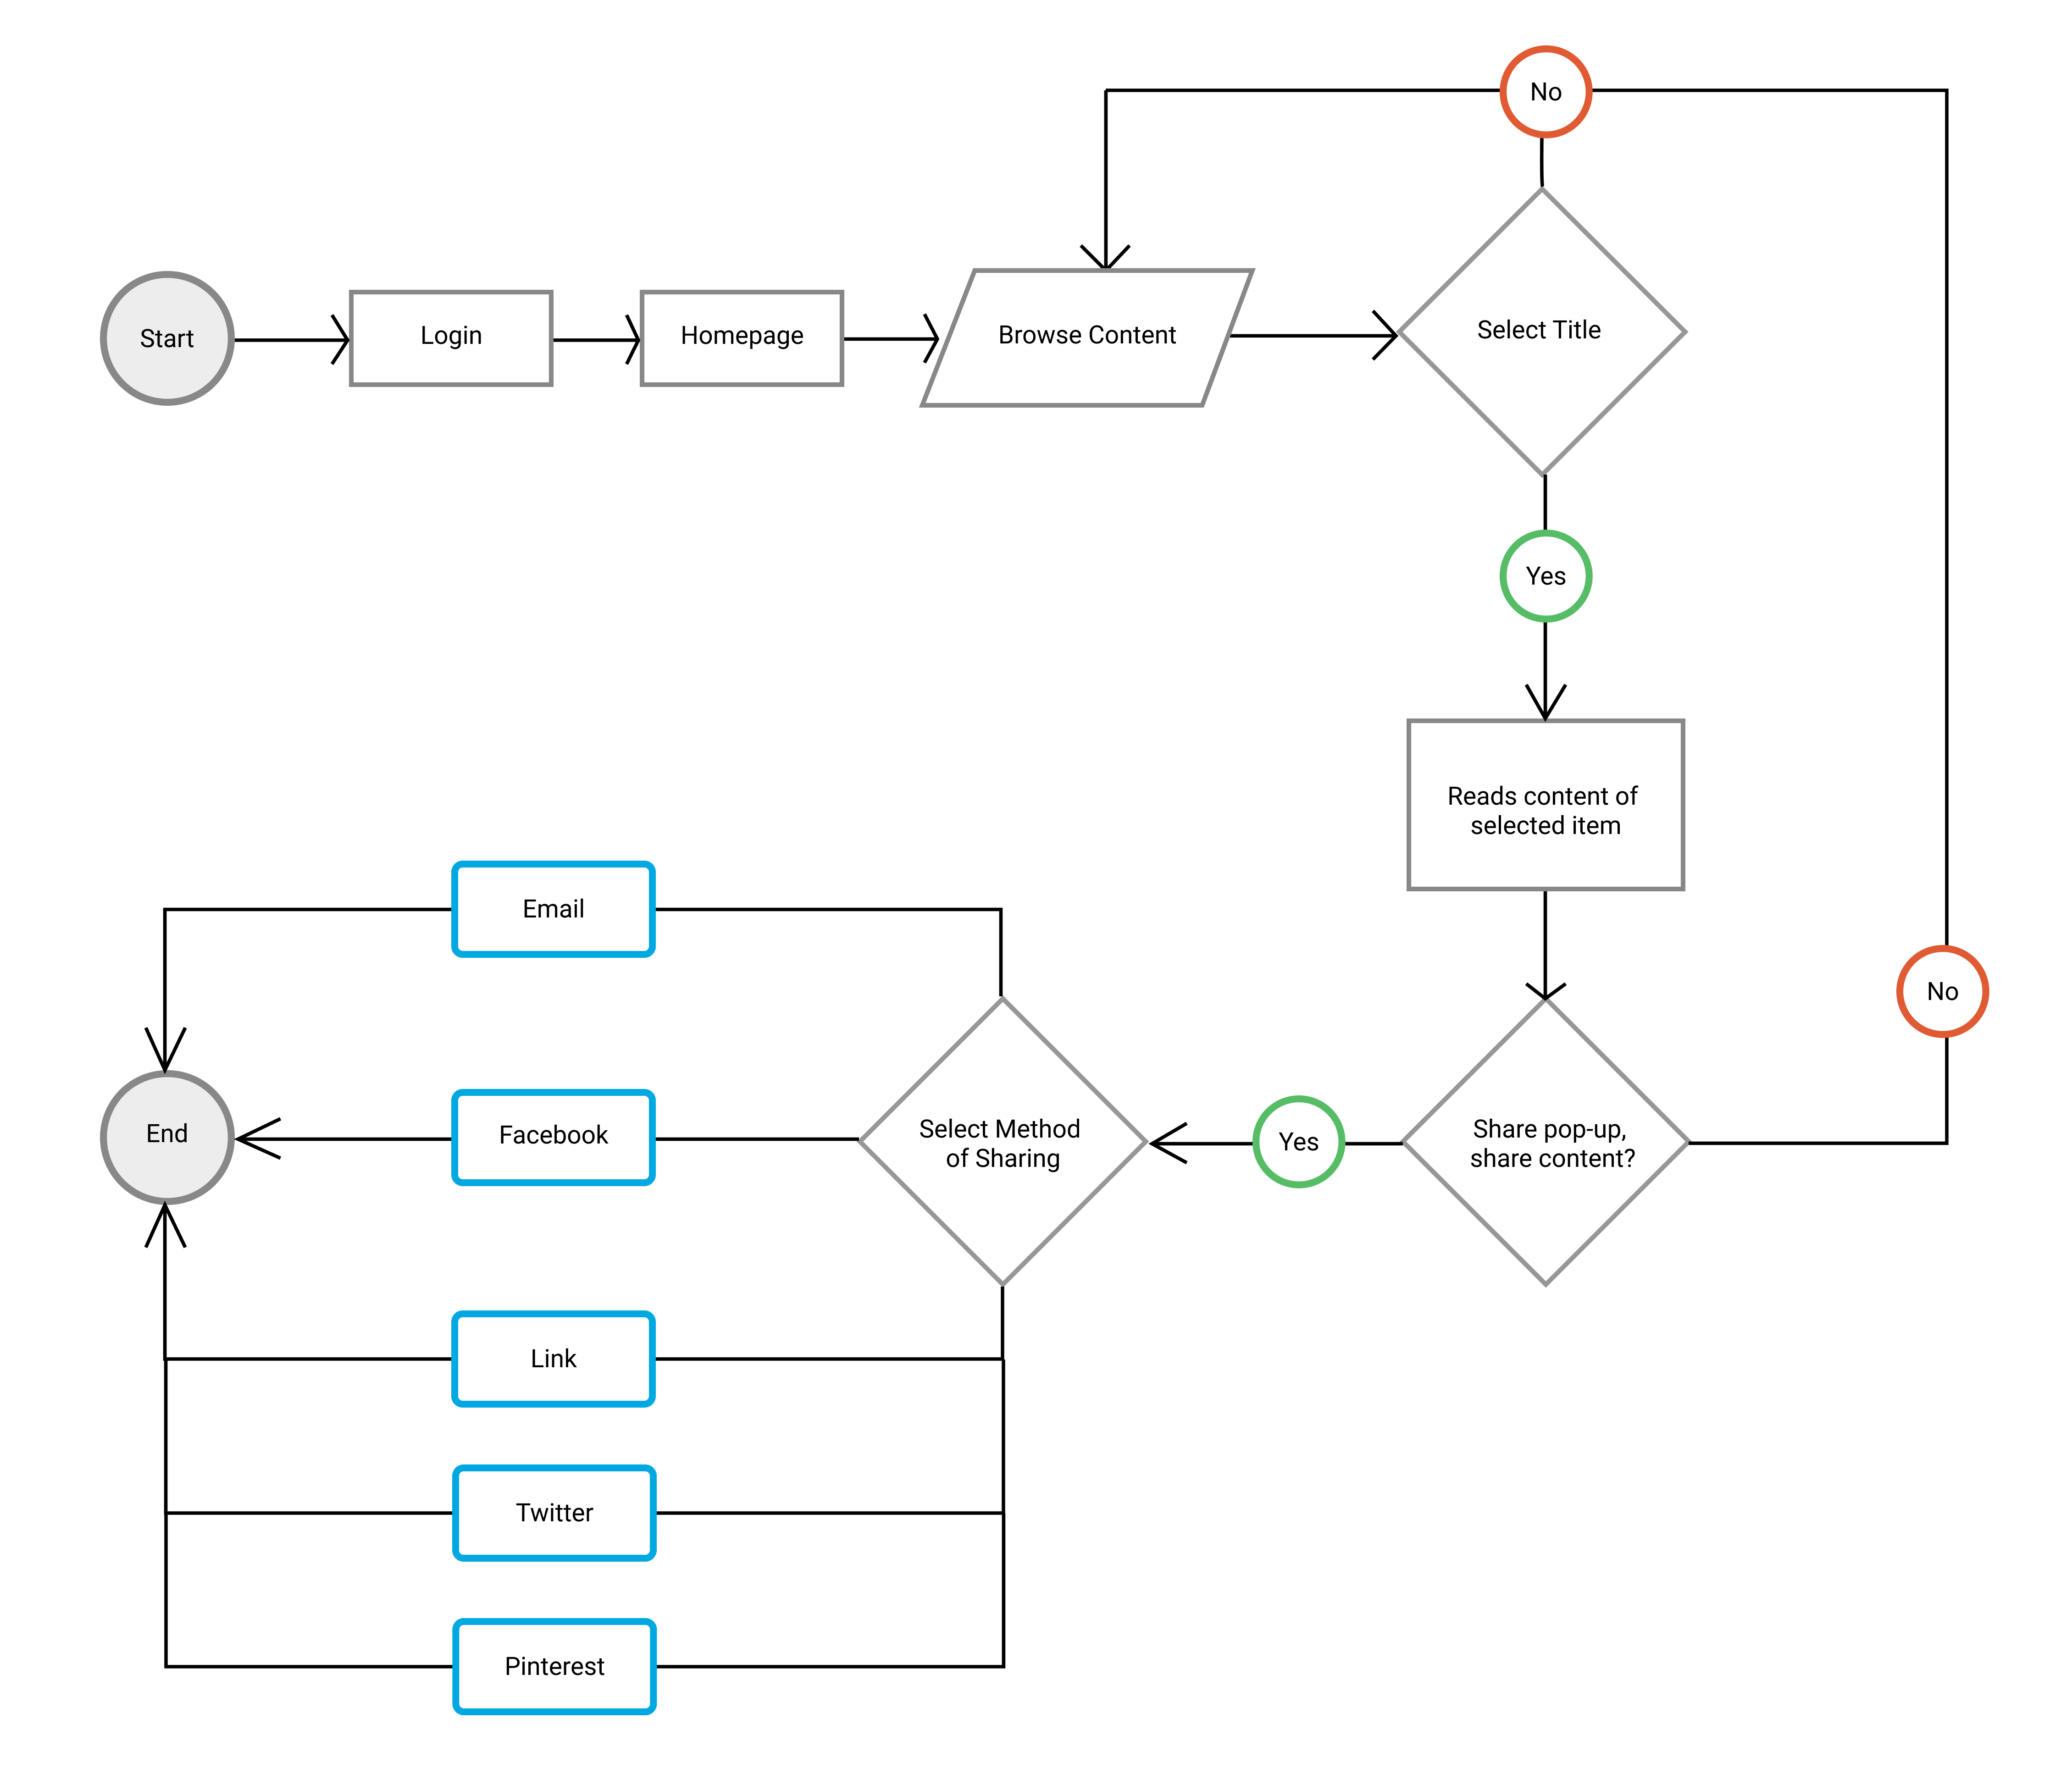 No
Start
Login
Homepage
Browse Content
Select Title
Yes
Reads content of
selected item
Email
No
End
Facebook
Select Method
of Sharing
Yes
Share pop-up,
share content?
Link
Twitter
Pinterest